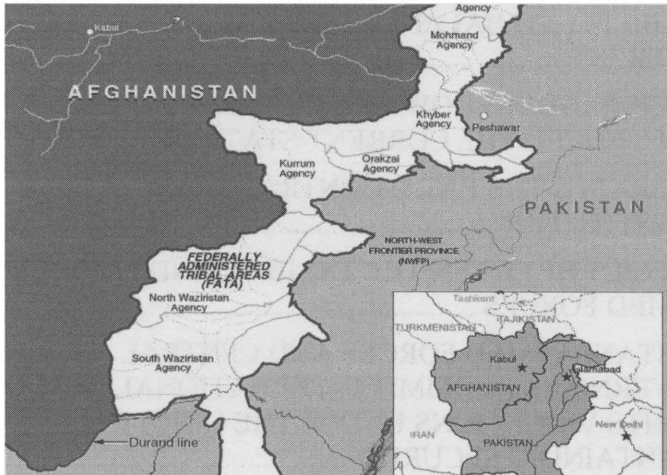 Agency
Kabul
Mohmand
Agency
AFGHANISTAN
Khyber
Agency
Peshawar
Kurrum
Agency
Orakzai
Agency
PAKISTAN
NORTH-WEST
FRONTIER PROVINCE
(NWFP)
FEDERALLY
ADMINISTERED
TRIBAL AREAS
(FATA)
North Waziristan
Agency
South Waziristan
Agency
Durand line
Tashkent
TURKMENISTAN
TAJIKISTAN
Kabul
Islamabad
AFGHANISTAN
New Delhi
IRAN
PAKISTAN